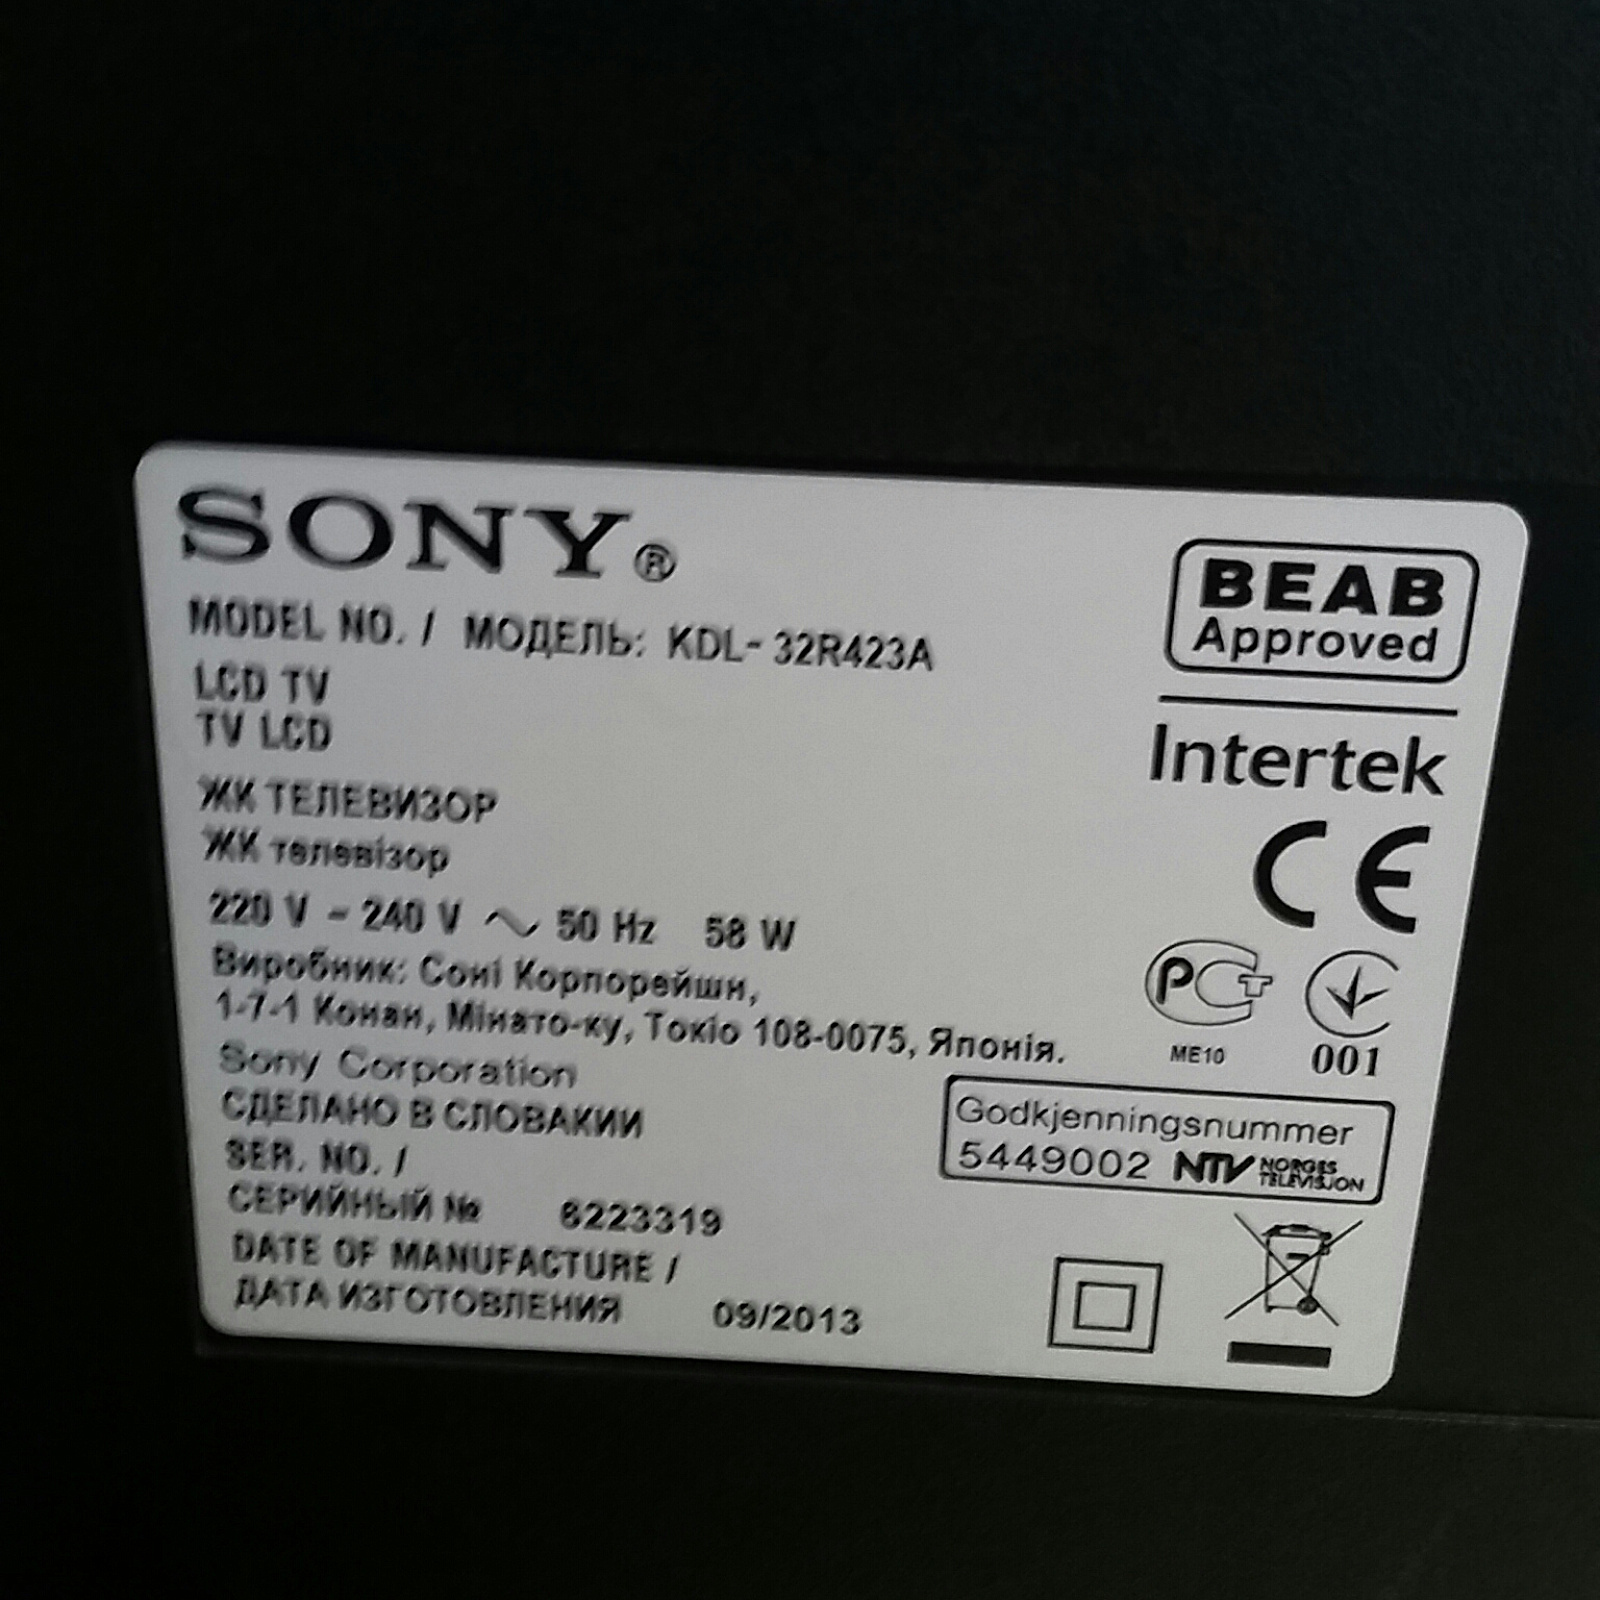 SONY®
MODEL NO. / МОДЕЛЬ: KDL-32R423A
LCD TV
TV LCD
ЖК ТЕЛЕВИЗОР
ЖК телевізор
220 V - 240 V ~ 50 Hz 58 W
Виробник: Соні Корпорейшн,
1-7-1 Конан, Мінато-ку, Токіо 108-0075, Японія.
Sony Corporation
СДЕЛАНО В СЛОВАКИИ
SER. NO. /
СЕРИЙНЫЙ № 6223319
DATE OF MANUFACTURE /
ДАТА ИЗГОТОВЛЕНИЯ 09/2013
BEAB
Approved
Intertek
CE
РСТ
ME10
001
Godkjenningsnummer
5449002 NTV NORGES
TELEVISJON